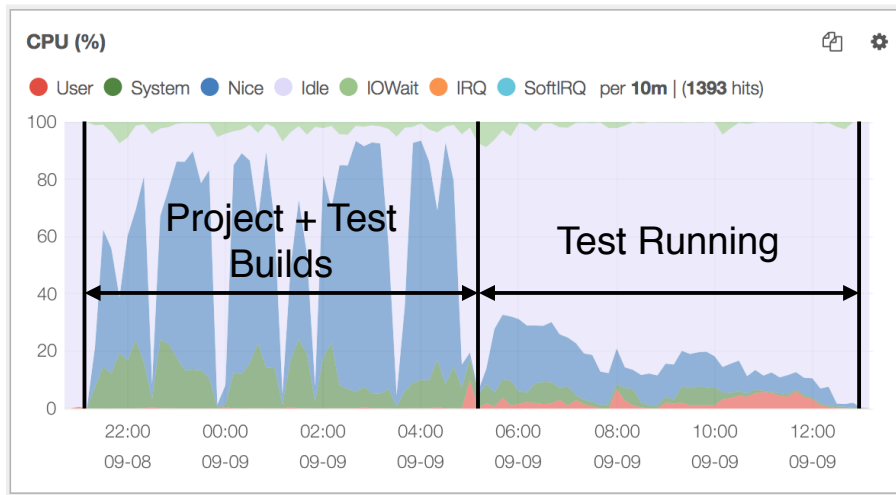 CPU (%)
User System Nice Idle IOWait IRQ SoftIRQ per 10m | (1393 hits)
100
80
60
40
20
0
Project + Test
Builds
Test Running
22:00 00:00 02:00 04:00 06:00 08:00 10:00 12:00
09-08 09-09 09-09 09-09 09-09 09-09 09-09 09-09